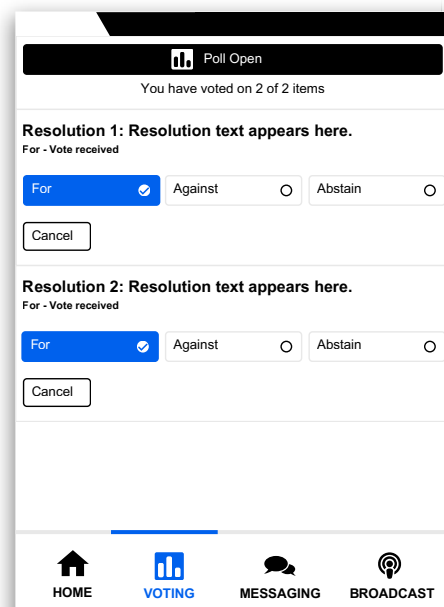 Poll Open
You have voted on 2 of 2 items
Resolution 1: Resolution text appears here.
For - Vote received
For Against Abstain
Cancel
Resolution 2: Resolution text appears here.
For - Vote received
For Against Abstain
Cancel
HOME VOTING MESSAGING BROADCAST